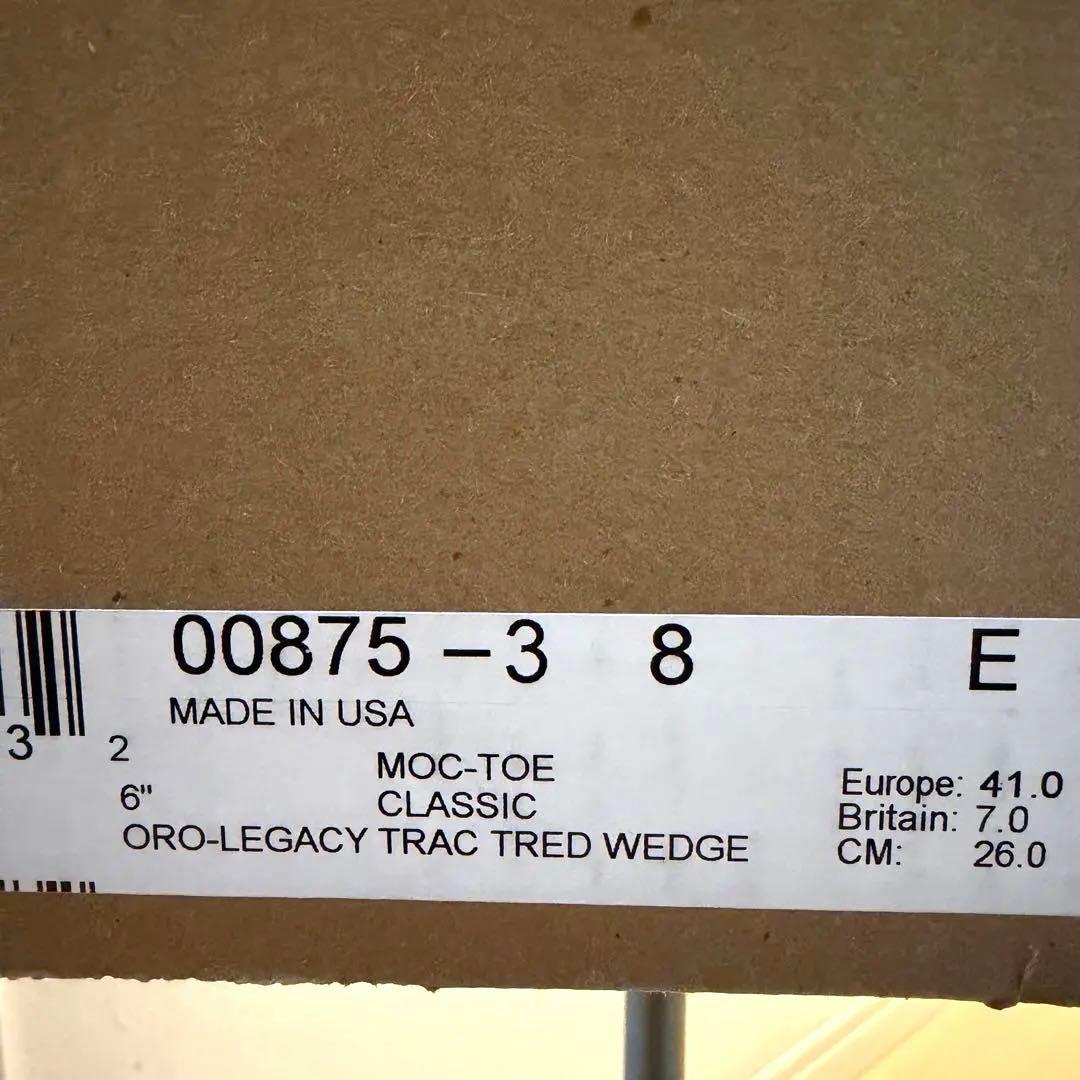 00875 -3 8 E
MADE IN USA
3 2
MOC-TOE
6" CLASSIC
ORO-LEGACY TRAC TRED WEDGE
Europe: 41.0
Britain: 7.0
CM: 26.0